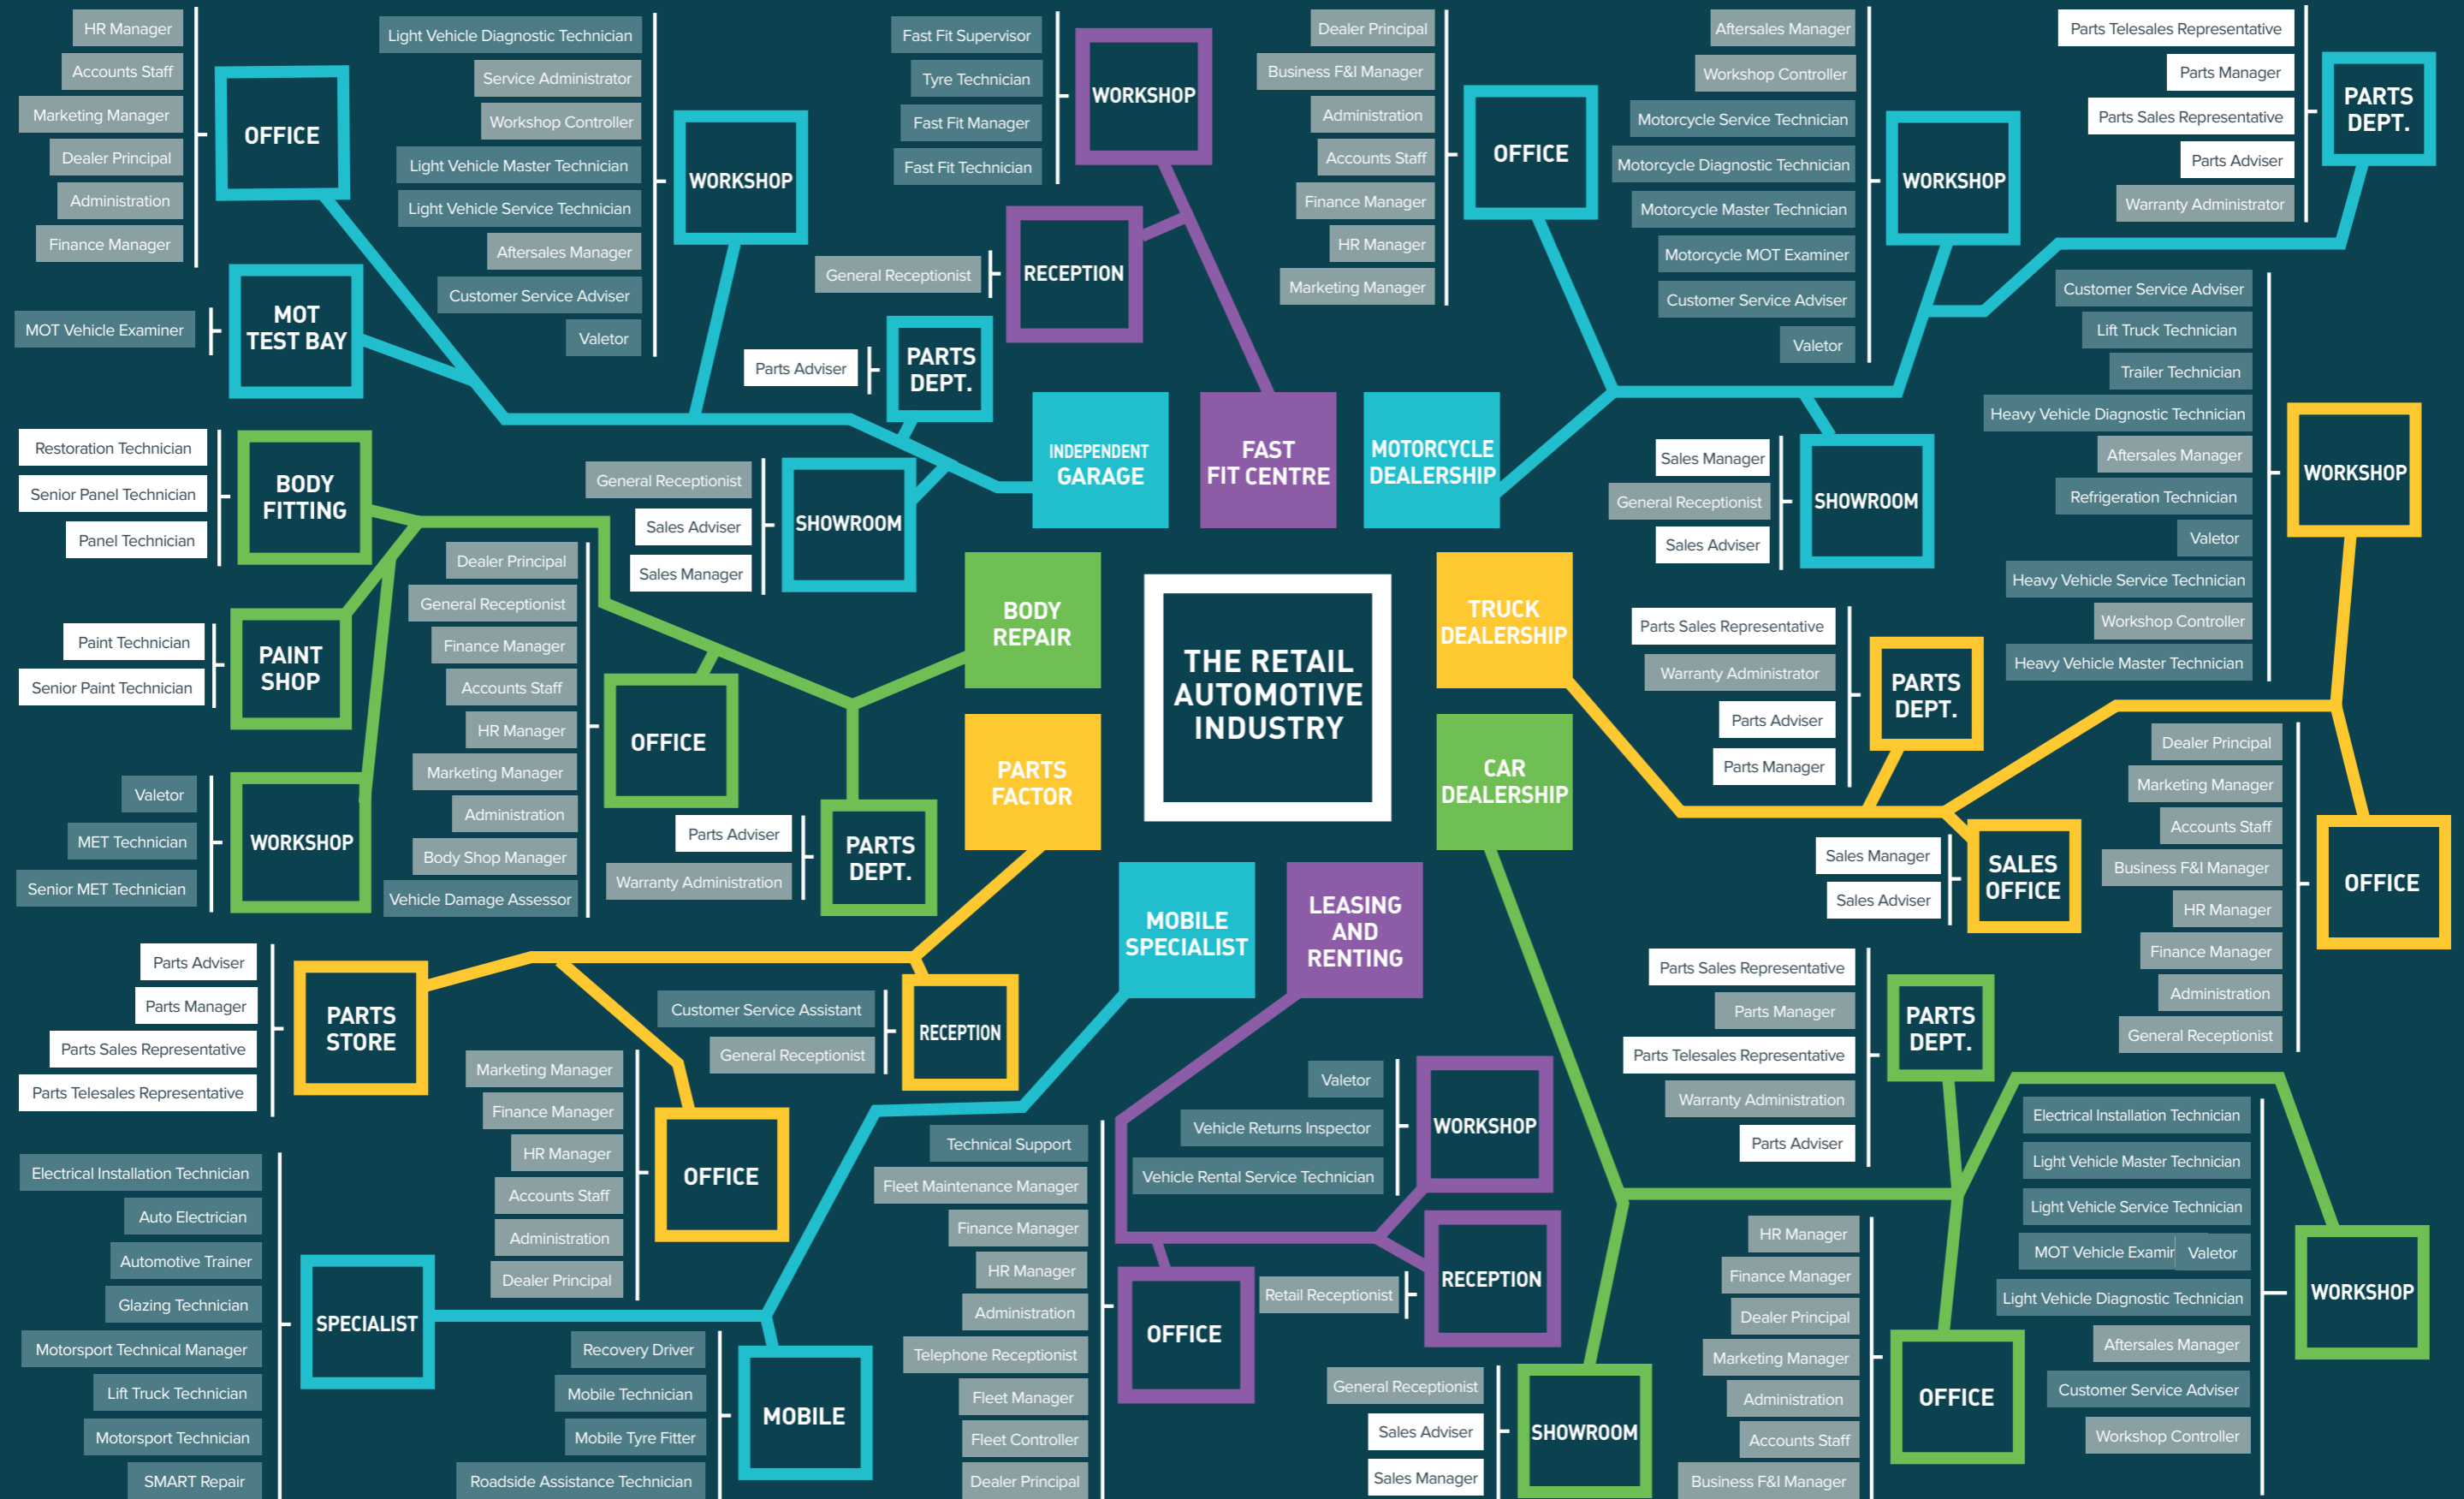 HR Manager
Accounts Staff
Marketing Manager
Dealer Principal
Administration
Finance Manager
OFFICE
MOT Vehicle Examiner
MOT
TEST BAY
Light Vehicle Diagnostic Technician
Service Administrator
Workshop Controller
Light Vehicle Master Technician
Light Vehicle Service Technician
Aftersales Manager
Customer Service Adviser
Valetor
WORKSHOP
Parts Adviser
PARTS
DEPT.
General Receptionist
Sales Adviser
Sales Manager
SHOWROOM
INDEPENDENT
GARAGE
Fast Fit Supervisor
Tyre Technician
Fast Fit Manager
Fast Fit Technician
WORKSHOP
General Receptionist
RECEPTION
FAST
FIT CENTRE
Dealer Principal
Business F&I Manager
Administration
Accounts Staff
Finance Manager
HR Manager
Marketing Manager
OFFICE
Aftersales Manager
Workshop Controller
Motorcycle Service Technician
Motorcycle Diagnostic Technician
Motorcycle Master Technician
Motorcycle MOT Examiner
Customer Service Adviser
Valetor
WORKSHOP
Parts Telesales Representative
Parts Manager
Parts Sales Representative
Parts Adviser
Warranty Administrator
PARTS
DEPT.
Sales Manager
General Receptionist
Sales Adviser
SHOWROOM
MOTORCYCLE
DEALERSHIP
Restoration Technician
Senior Panel Technician
Panel Technician
BODY
FITTING
Paint Technician
Senior Paint Technician
PAINT
SHOP
Valetor
MET Technician
Senior MET Technician
WORKSHOP
Dealer Principal
General Receptionist
Finance Manager
Accounts Staff
HR Manager
Marketing Manager
Administration
Body Shop Manager
Vehicle Damage Assessor
OFFICE
Parts Adviser
Warranty Administration
PARTS
DEPT.
BODY
REPAIR
THE RETAIL
AUTOMOTIVE
INDUSTRY
TRUCK
DEALERSHIP
Customer Service Adviser
Lift Truck Technician
Trailer Technician
Heavy Vehicle Diagnostic Technician
Aftersales Manager
Refrigeration Technician
Valetor
Heavy Vehicle Service Technician
Workshop Controller
Heavy Vehicle Master Technician
WORKSHOP
Parts Sales Representative
Warranty Administrator
Parts Adviser
Parts Manager
PARTS
DEPT.
Sales Manager
Sales Adviser
SALES
OFFICE
Dealer Principal
Marketing Manager
Accounts Staff
Business F&I Manager
HR Manager
Finance Manager
Administration
General Receptionist
OFFICE
PARTS
FACTOR
Parts Adviser
Parts Manager
Parts Sales Representative
Parts Telesales Representative
PARTS
STORE
Customer Service Assistant
General Receptionist
RECEPTION
Marketing Manager
Finance Manager
HR Manager
Accounts Staff
Administration
Dealer Principal
OFFICE
MOBILE
SPECIALIST
Electrical Installation Technician
Auto Electrician
Automotive Trainer
Glazing Technician
Motorsport Technical Manager
Lift Truck Technician
Motorsport Technician
SMART Repair
SPECIALIST
Recovery Driver
Mobile Technician
Mobile Tyre Fitter
Roadside Assistance Technician
MOBILE
LEASING
AND
RENTING
Valetor
Vehicle Returns Inspector
Vehicle Rental Service Technician
WORKSHOP
Retail Receptionist
RECEPTION
Technical Support
Fleet Maintenance Manager
Finance Manager
HR Manager
Administration
Telephone Receptionist
Fleet Manager
Fleet Controller
Dealer Principal
OFFICE
CAR
DEALERSHIP
Parts Sales Representative
Parts Manager
Parts Telesales Representative
Warranty Administration
Parts Adviser
PARTS
DEPT.
General Receptionist
Sales Adviser
Sales Manager
SHOWROOM
HR Manager
Finance Manager
Dealer Principal
Marketing Manager
Administration
Accounts Staff
Business F&I Manager
OFFICE
Electrical Installation Technician
Light Vehicle Master Technician
Light Vehicle Service Technician
MOT Vehicle
Valetor
Light Vehicle Diagnostic Technician
Aftersales Manager
Customer Service Adviser
Workshop Controller
WORKSHOP